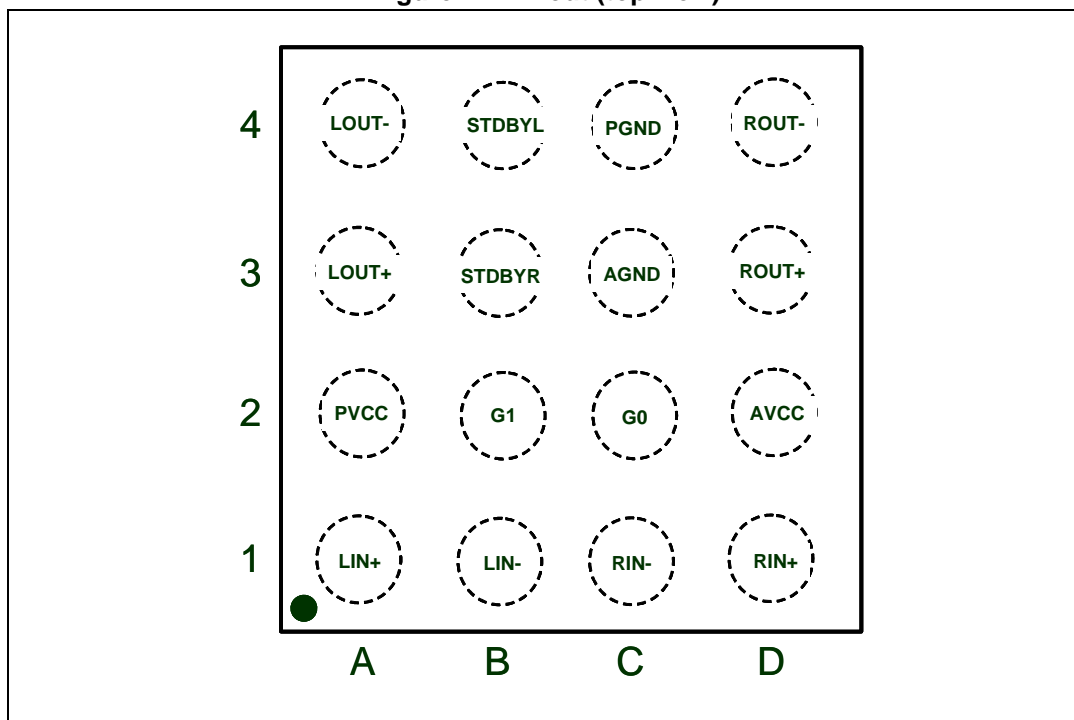 4 LOUT- STDBYL PGND ROUT-
3 LOUT+ STDBYR AGND ROUT+
2 PVCC G1 G0 AVCC
1 LIN+ LIN- RIN- RIN+
A B C D